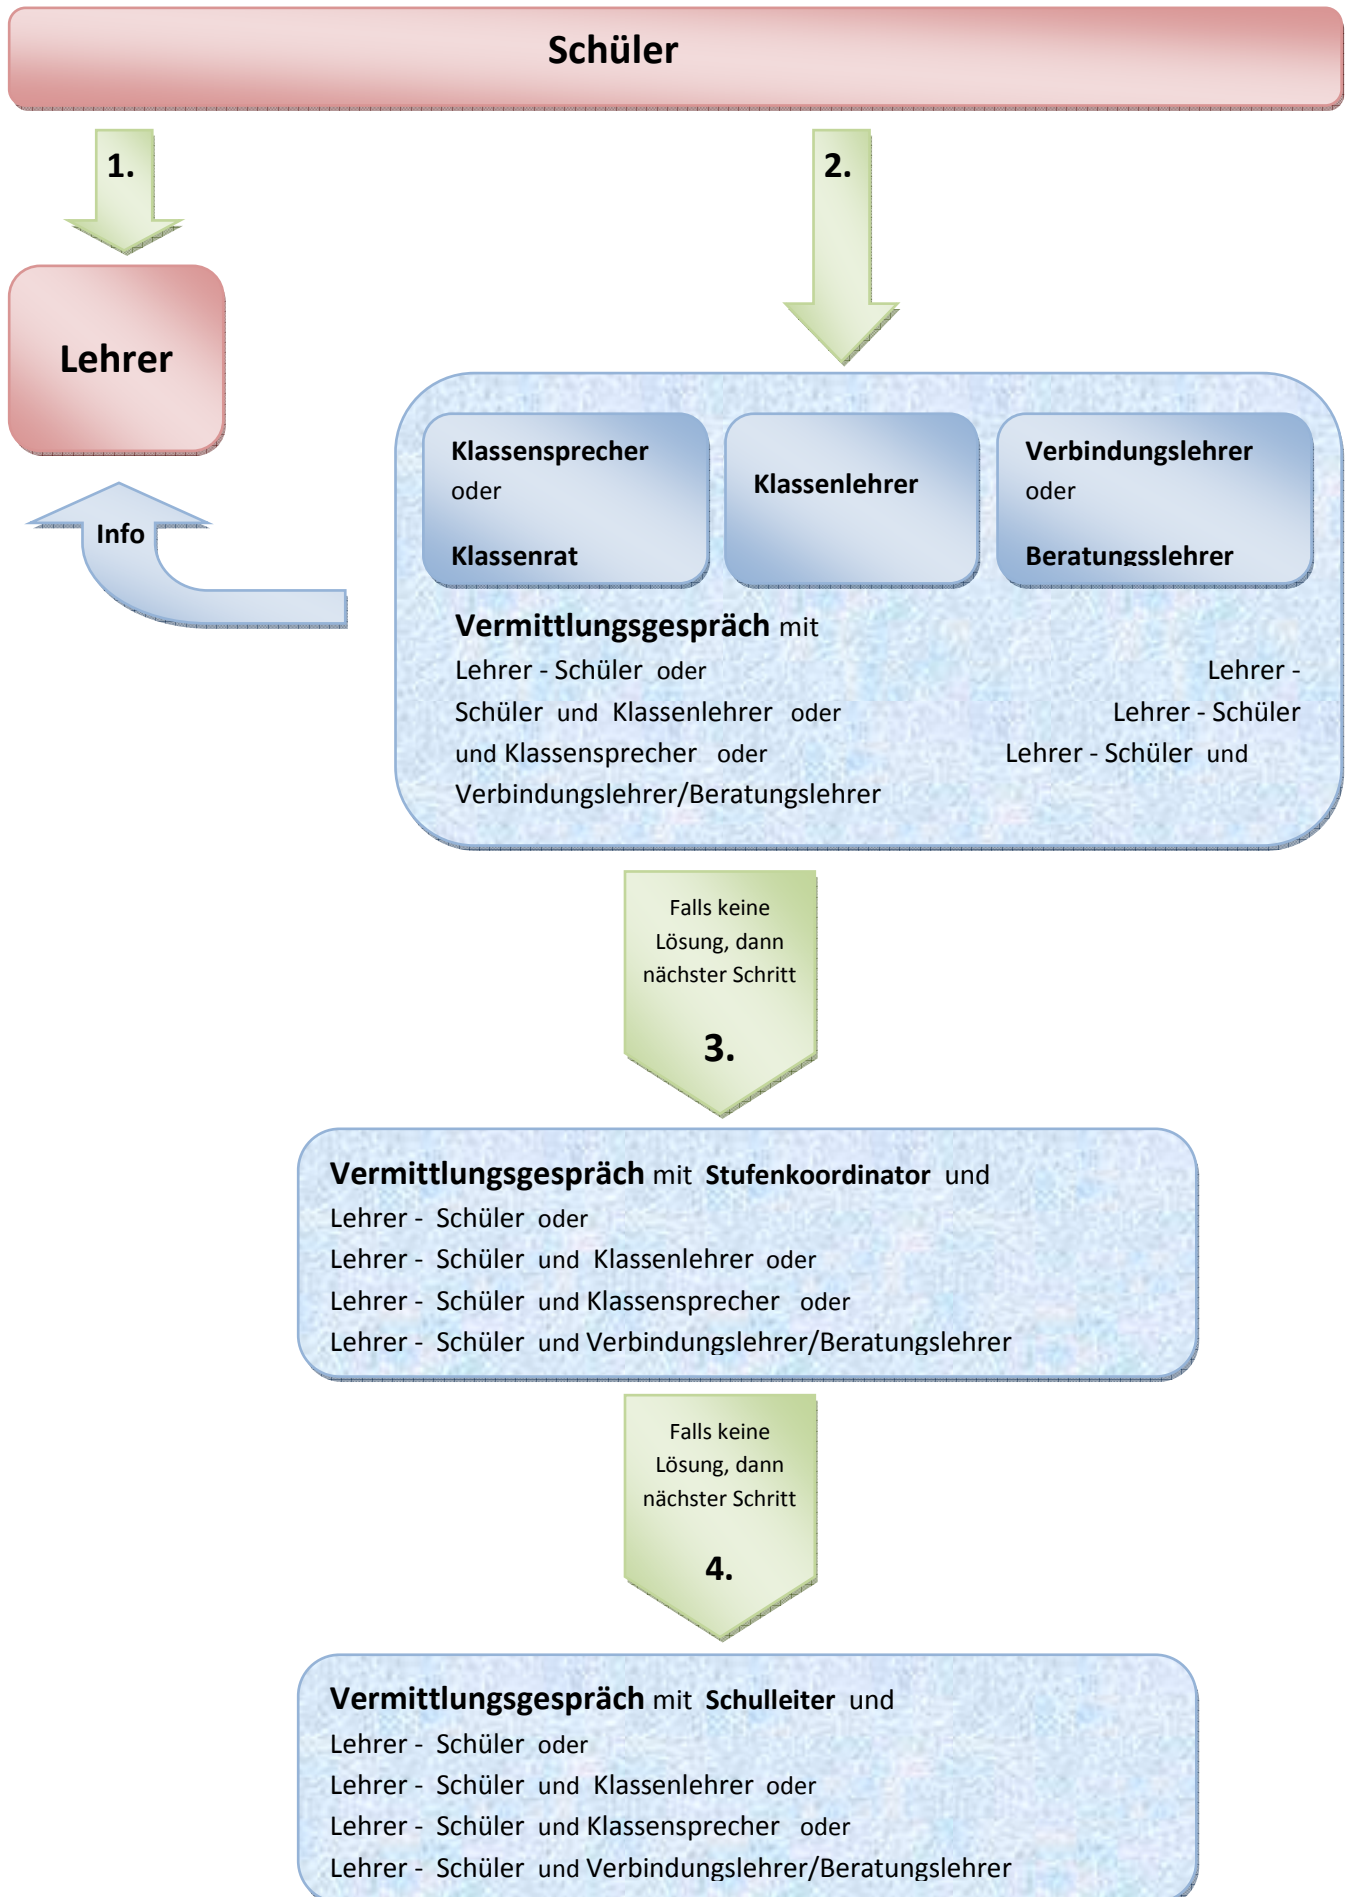 Schüler
1.
2.
Lehrer
Info
Klassensprecher
oder
Klassenrat
Klassenlehrer
Verbindungslehrer
oder
Beratungsslehrer
Vermittlungsgespräch mit
Lehrer - Schüler oder Lehrer -
Schüler und Klassenlehrer oder Lehrer - Schüler
und Klassensprecher oder Lehrer - Schüler und
Verbindungslehrer/Beratungslehrer
Falls keine
Lösung, dann
nächster Schritt
3.
Vermittlungsgespräch mit Stufenkoordinator und
Lehrer - Schüler oder
Lehrer - Schüler und Klassenlehrer oder
Lehrer - Schüler und Klassensprecher oder
Lehrer - Schüler und Verbindungslehrer/Beratungslehrer
Falls keine
Lösung, dann
nächster Schritt
4.
Vermittlungsgespräch mit Schulleiter und
Lehrer - Schüler oder
Lehrer - Schüler und Klassenlehrer oder
Lehrer - Schüler und Klassensprecher oder
Lehrer - Schüler und Verbindungslehrer/Beratungslehrer